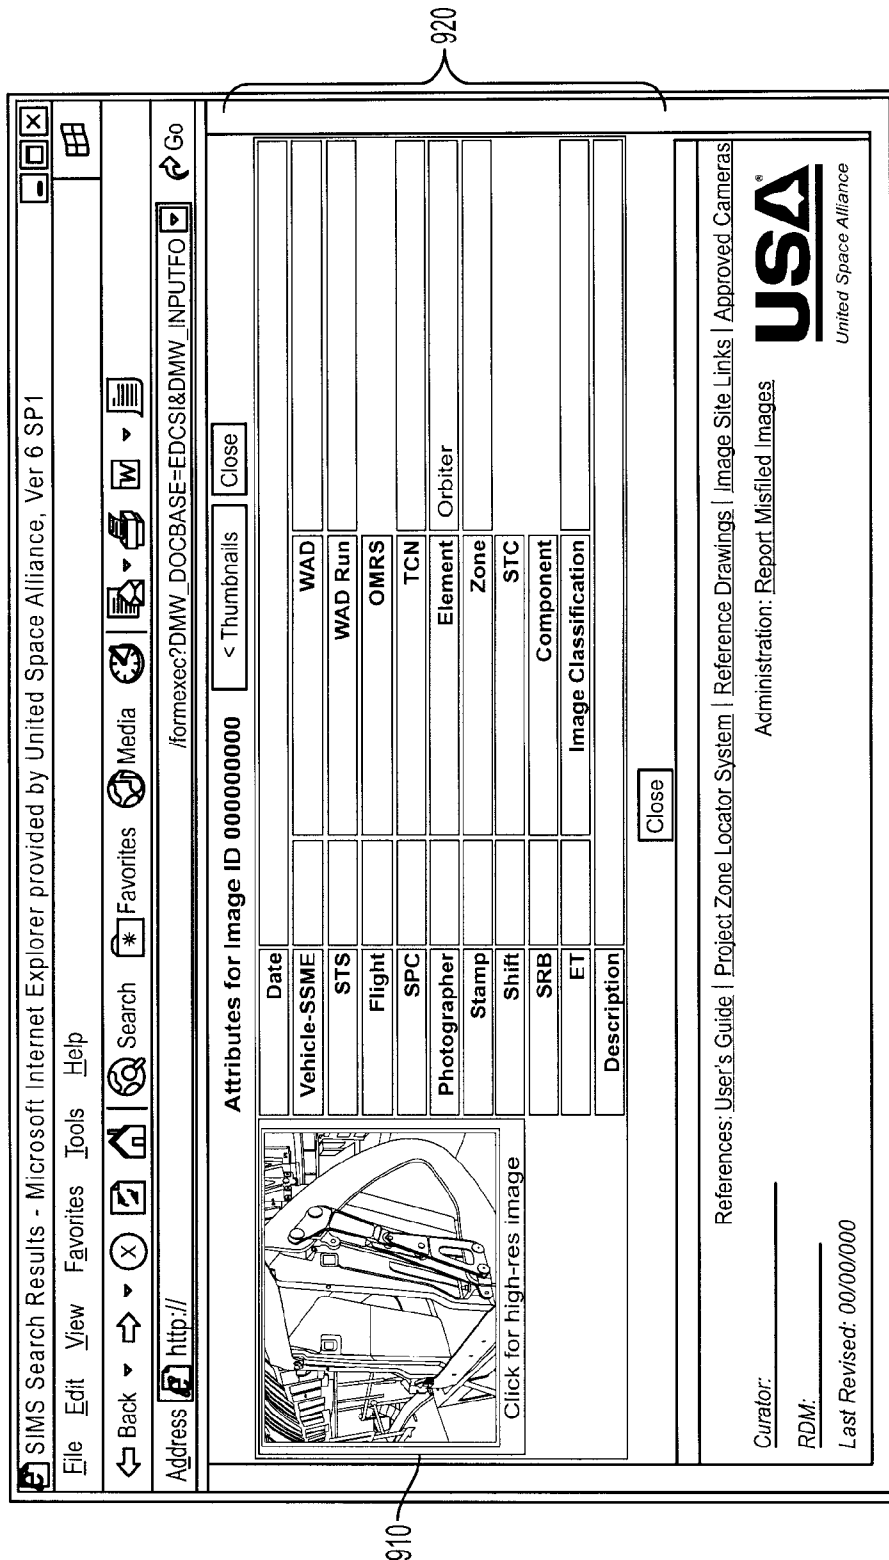 SIMS Search Results - Microsoft Internet Explorer provided by United Space Alliance, Ver 6 SP1
File Edit View Favorites Tools Help
Back Search Favorites Media W
Address http:// /formexec?DMW_DOCBASE=EDCSI&DMW_INPUTFO Go
Attributes for Image ID 000000000 < Thumbnails Close
Date
Vehicle-SSME WAD
STS WAD Run
Flight OMRS
SPC TCN
Photographer Element Orbiter
Stamp Zone
Shift STC
SRB Component
ET Image Classification
Description
Click for high-res image
Close
910
920
References: User's Guide | Project Zone Locator System | Reference Drawings | Image Site Links | Approved Cameras
Curator:
Administration: Report Misfiled Images
RDM:
Last Revised: 00/00/000
USA®
United Space Alliance